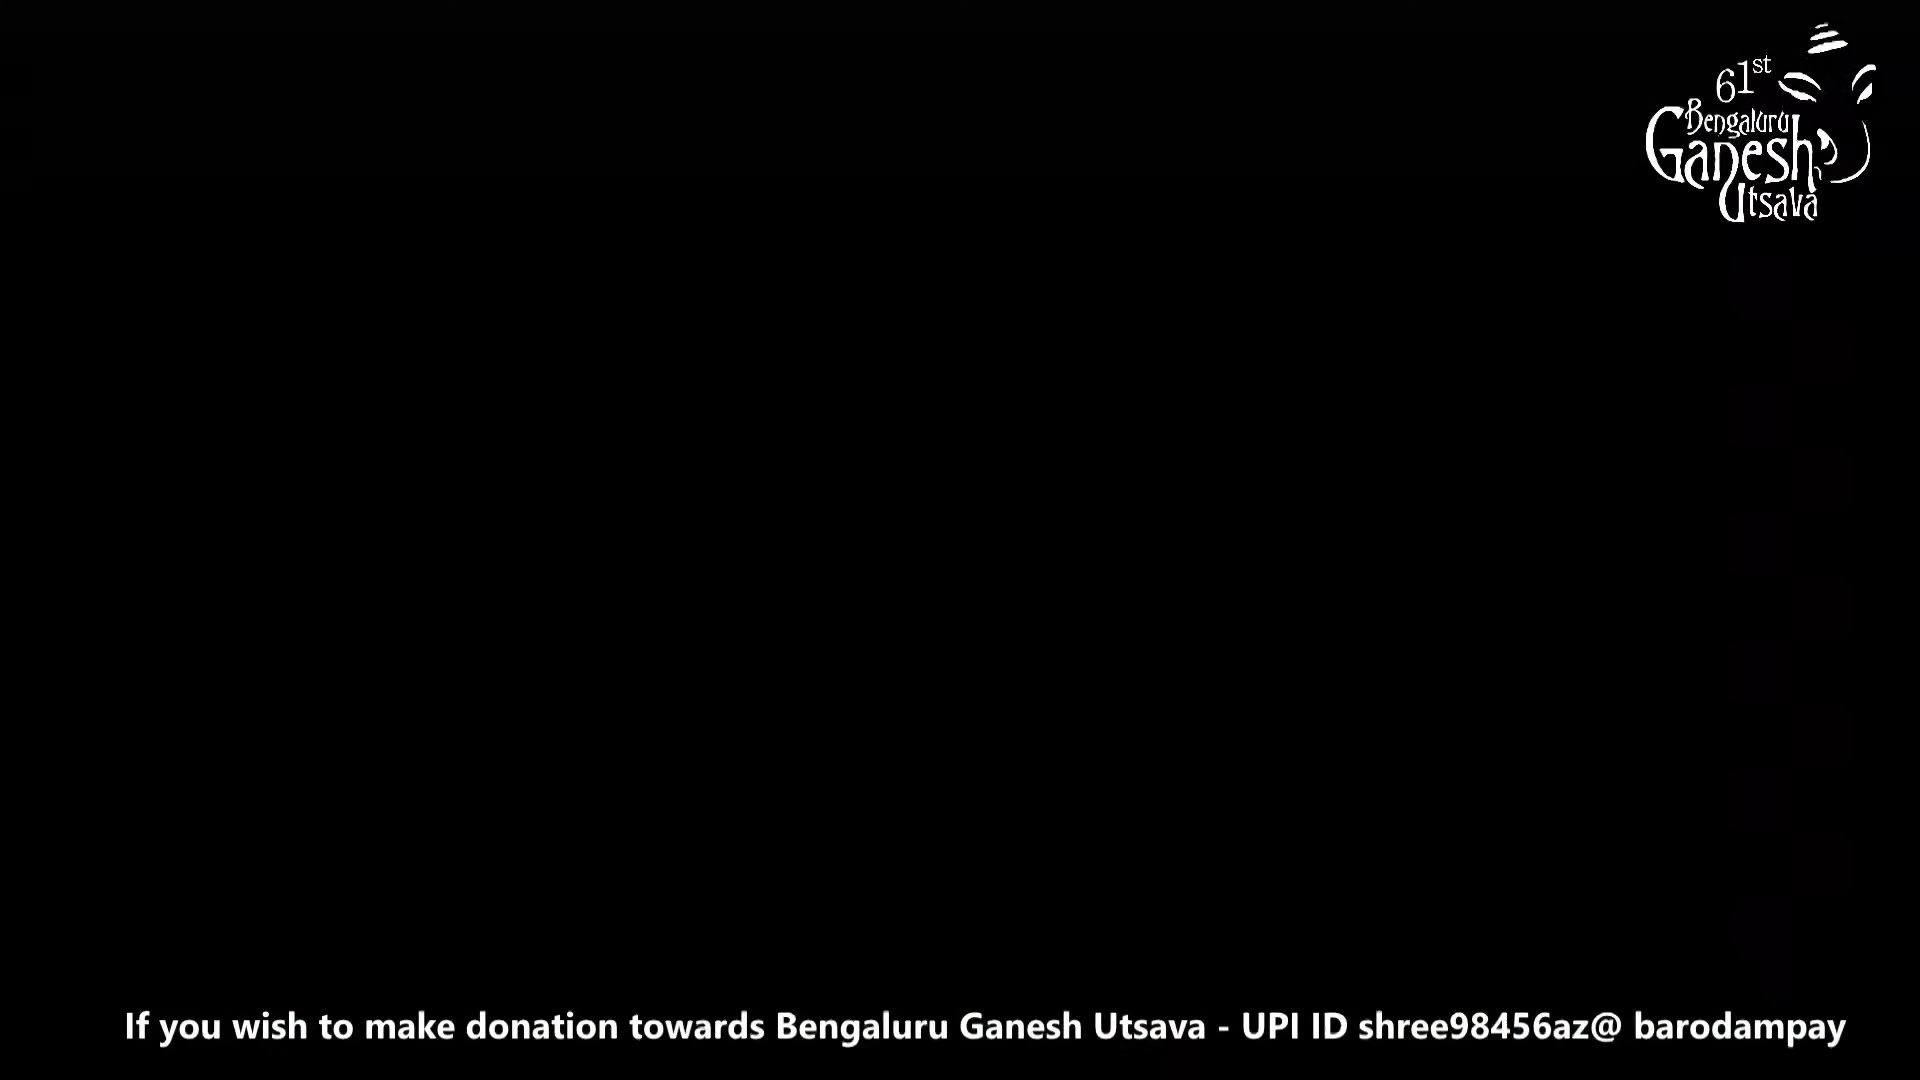 61st
Bengaluru
Ganesh
Utsava
If you wish to make donation towards Bengaluru Ganesh Utsava - UPI ID shree98456az@ barodampay